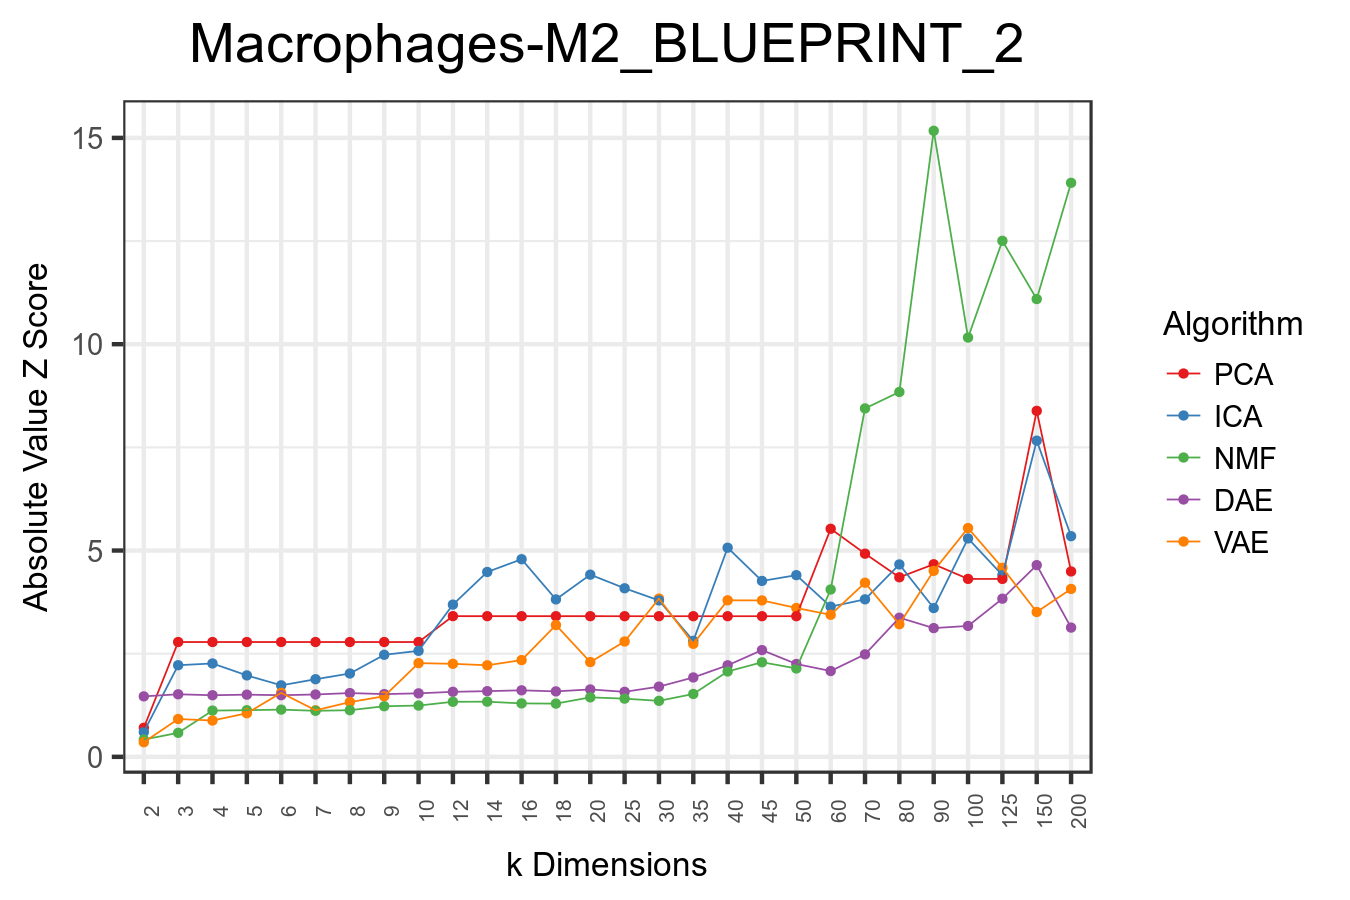 Macrophages-M2_BLUEPRINT_2
Absolute Value Z Score
15
10
5
0
2 3 4 5 6 7 8 9 10 12 14 16 18 20 25 30 35 40 45 50 60 70 80 90 100 125 150 200
k Dimensions
Algorithm
PCA
ICA
NMF
DAE
VAE